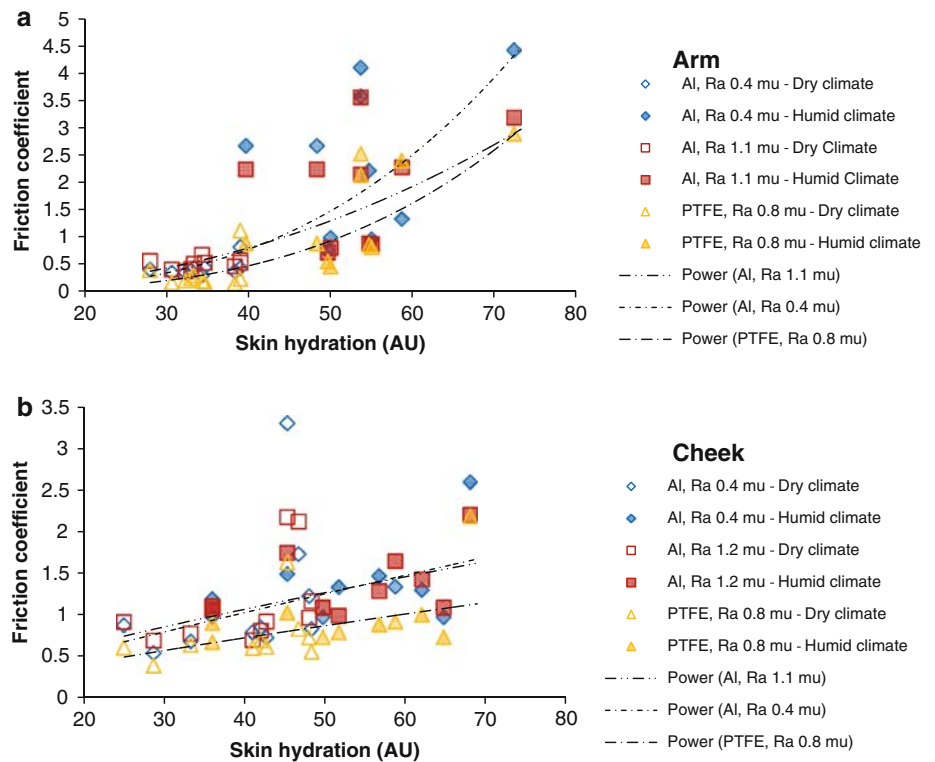 a
5
4.5
4
3.5
3
2.5
2
1.5
1
0.5
0
20 30 40 50 60 70 80
Friction coefficient
Skin hydration (AU)
Arm
Al, Ra 0.4 mu - Dry climate
Al, Ra 0.4 mu - Humid climate
Al, Ra 1.1 mu - Dry Climate
Al, Ra 1.1 mu - Humid Climate
PTFE, Ra 0.8 mu - Dry climate
PTFE, Ra 0.8 mu - Humid climate
Power (Al, Ra 1.1 mu)
Power (Al, Ra 0.4 mu)
Power (PTFE, Ra 0.8 mu)
b
3.5
3
2.5
2
1.5
1
0.5
0
20 30 40 50 60 70 80
Friction coefficient
Skin hydration (AU)
Cheek
Al, Ra 0.4 mu - Dry climate
Al, Ra 0.4 mu - Humid climate
Al, Ra 1.2 mu - Dry climate
Al, Ra 1.2 mu - Humid climate
PTFE, Ra 0.8 mu - Dry climate
PTFE, Ra 0.8 mu - Humid climate
Power (Al, Ra 1.1 mu)
Power (Al, Ra 0.4 mu)
Power (PTFE, Ra 0.8 mu)